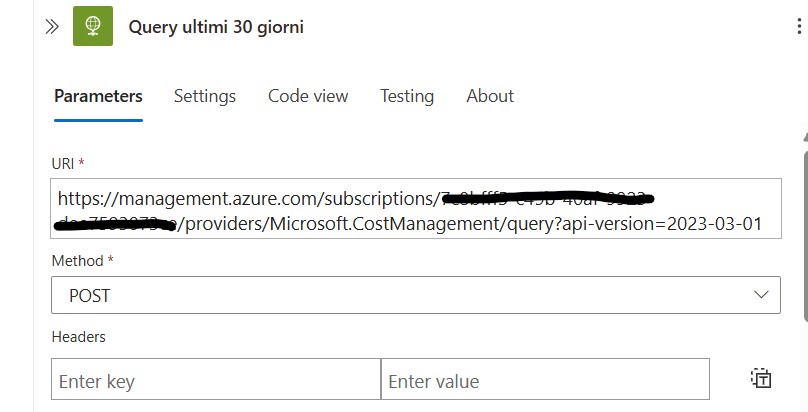 Query ultimi 30 giorni
Parameters Settings Code view Testing About
URI *
https://management.azure.com/subscriptions/
/providers/Microsoft.CostManagement/query?api-version=2023-03-01
Method *
POST
Headers
Enter key Enter value